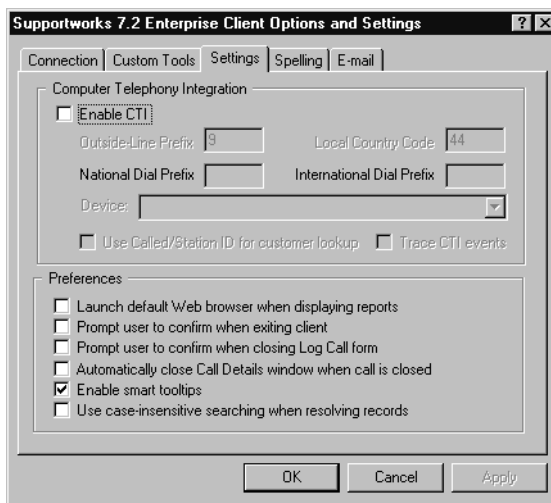 Supportworks 7.2 Enterprise Client Options and Settings
Connection Custom Tools Settings Spelling E-mail
Computer Telephony Integration
Enable CTI
Outside-Line Prefix 9 Local Country Code 44
National Dial Prefix International Dial Prefix
Device:
Use Called/Station ID for customer lookup Trace CTI events
Preferences
Launch default Web browser when displaying reports
Prompt user to confirm when exiting client
Prompt user to confirm when closing Log Call form
Automatically close Call Details window when call is closed
Enable smart tooltips
Use case-insensitive searching when resolving records
OK Cancel Apply